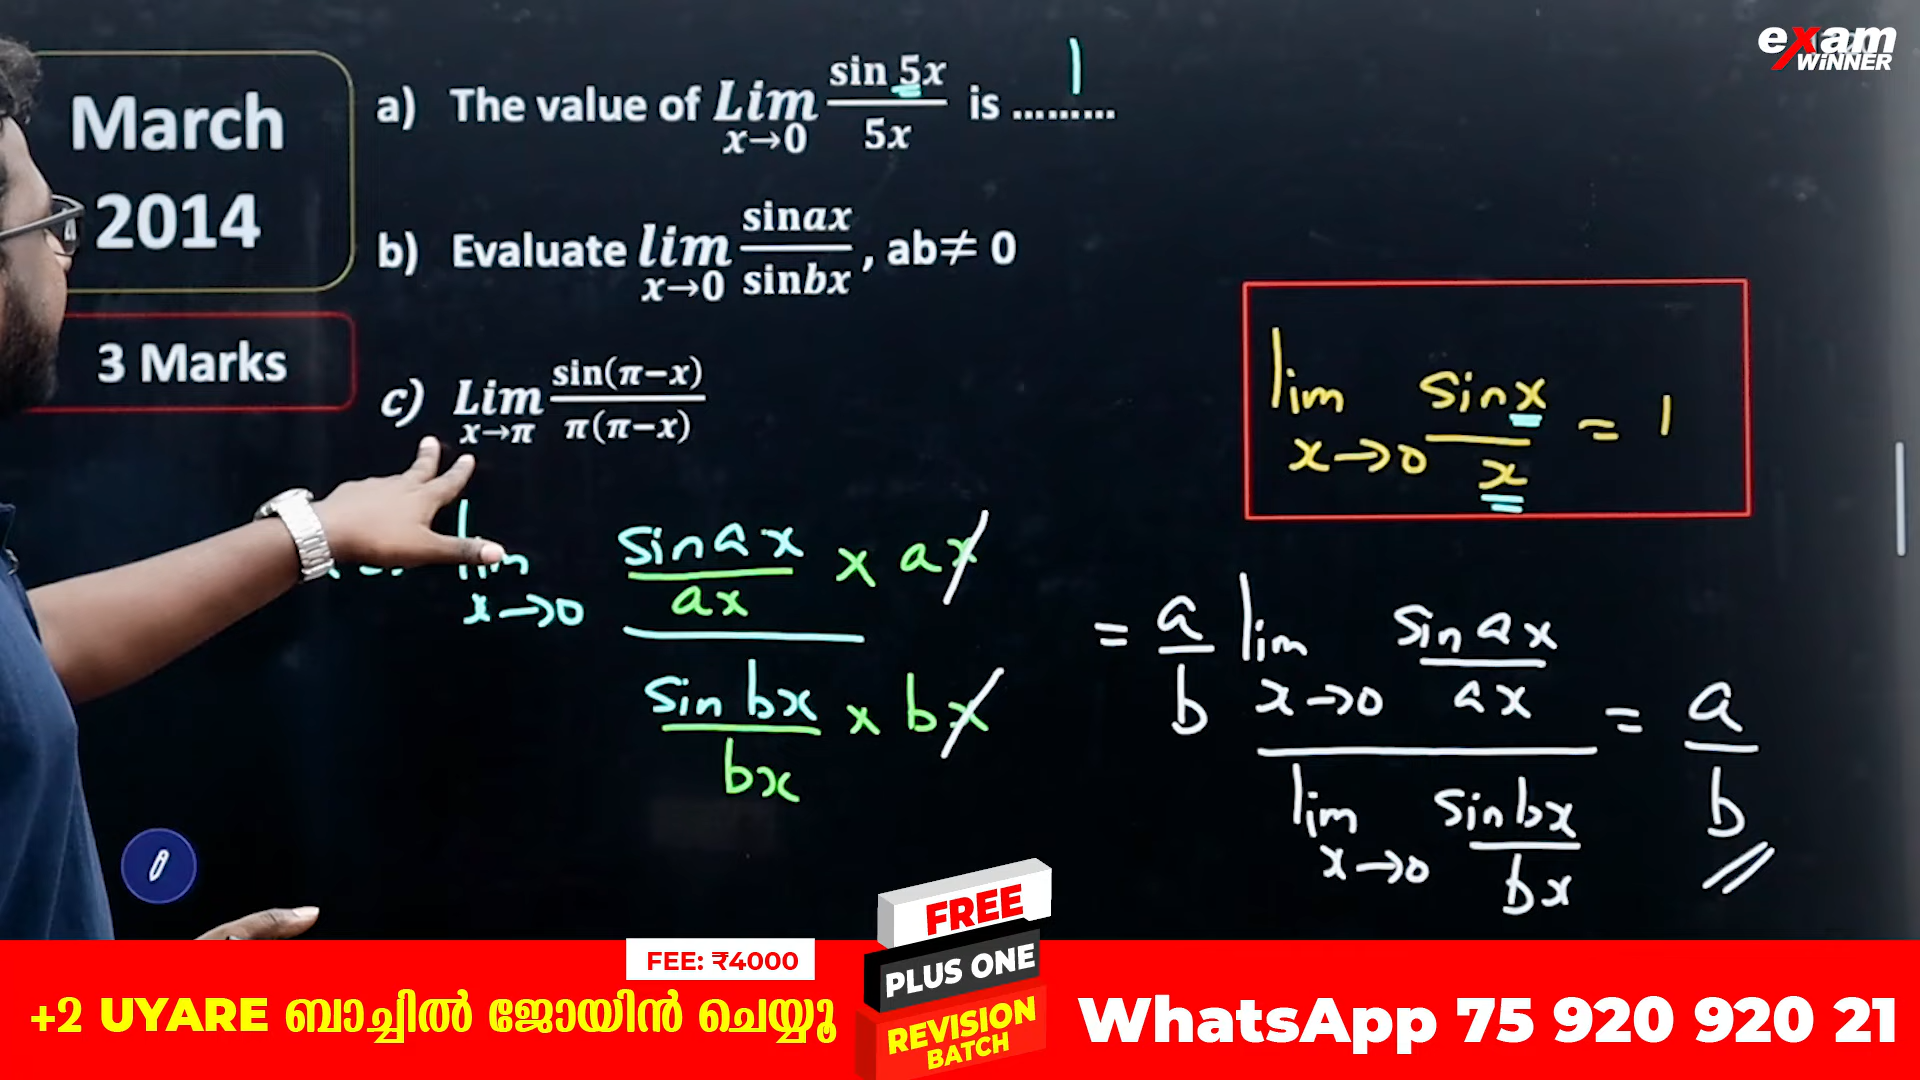 exam
WiNNER
March
2014
3 Marks
a) The value of Lim x→0 sin 5x / 5x is ......... 1
b) Evaluate lim x→0 sinax / sinbx , ab≠ 0
c) Lim x→π sin(π−x) / π(π−x)
lim x→0 sinx / x = 1
lim x→0 sin ax / ax × ax
sin bx / bx × bx
= a / b lim x→0 sin ax / ax
lim x→0 sin bx / bx
= a / b
FREE
PLUS ONE
REVISION
BATCH
FEE: ₹4000
+2 UYARE ബാച്ചിൽ ജോയിൻ ചെയ്യൂ
WhatsApp 75 920 920 21